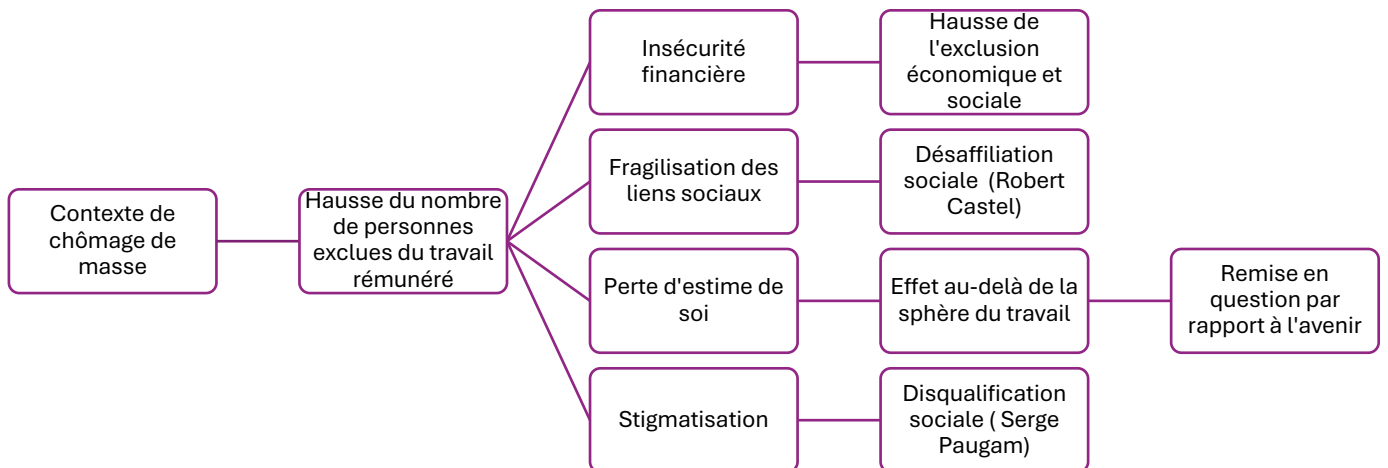 Contexte de
chômage de
masse
Hausse du nombre
de personnes
exclues du travail
rémunéré
Insécurité
financière
Hausse de
l'exclusion
économique et
sociale
Fragilisation des
liens sociaux
Désaffiliation
sociale (Robert
Castel)
Perte d'estime de
soi
Effet au-delà de la
sphère du travail
Remise en
question par
rapport à l'avenir
Stigmatisation
Disqualification
sociale ( Serge
Paugam)